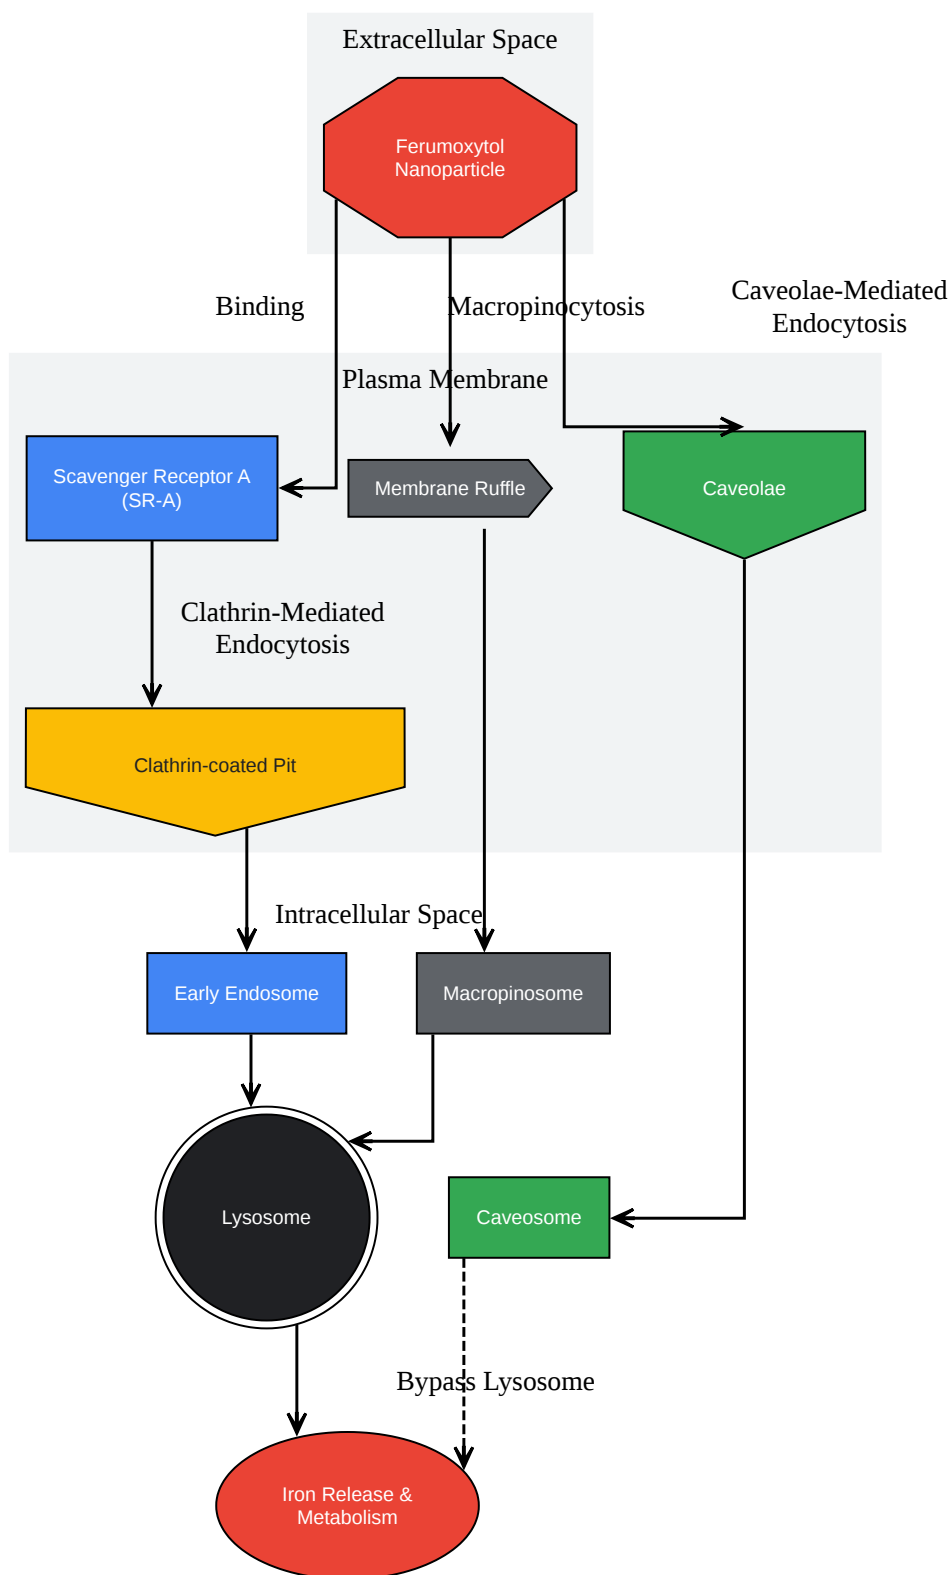 Extracellular Space
Ferumoxytol
Nanoparticle
Binding
Macropinocytosis
Caveolae-Mediated
Endocytosis
Plasma Membrane
Scavenger Receptor A
(SR-A)
Membrane Ruffle
Caveolae
Clathrin-Mediated
Endocytosis
Clathrin-coated Pit
Intracellular Space
Early Endosome
Macropinosome
Lysosome
Caveosome
Bypass Lysosome
Iron Release &
Metabolism